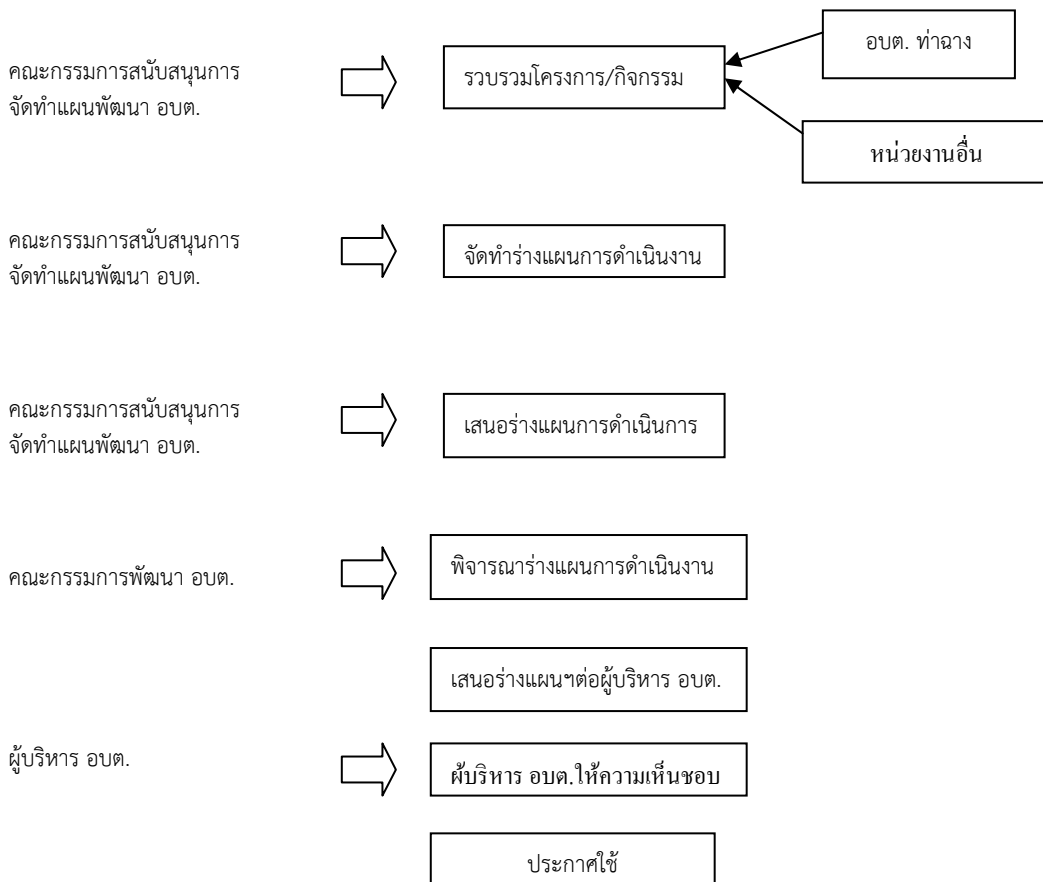 อบต. ท่าฉาง
คณะกรรมการสนับสนุนการ
จัดทำแผนพัฒนา อบต.
รวบรวมโครงการ/กิจกรรม
หน่วยงานอื่น
คณะกรรมการสนับสนุนการ
จัดทำแผนพัฒนา อบต.
จัดทำร่างแผนการดำเนินงาน
คณะกรรมการสนับสนุนการ
จัดทำแผนพัฒนา อบต.
เสนอร่างแผนการดำเนินการ
คณะกรรมการพัฒนา อบต.
พิจารณาร่างแผนการดำเนินงาน
เสนอร่างแผนฯต่อผู้บริหาร อบต.
ผู้บริหาร อบต.
ผ้บริหาร อบต.ให้ความเห็นชอบ
ประกาศใช้